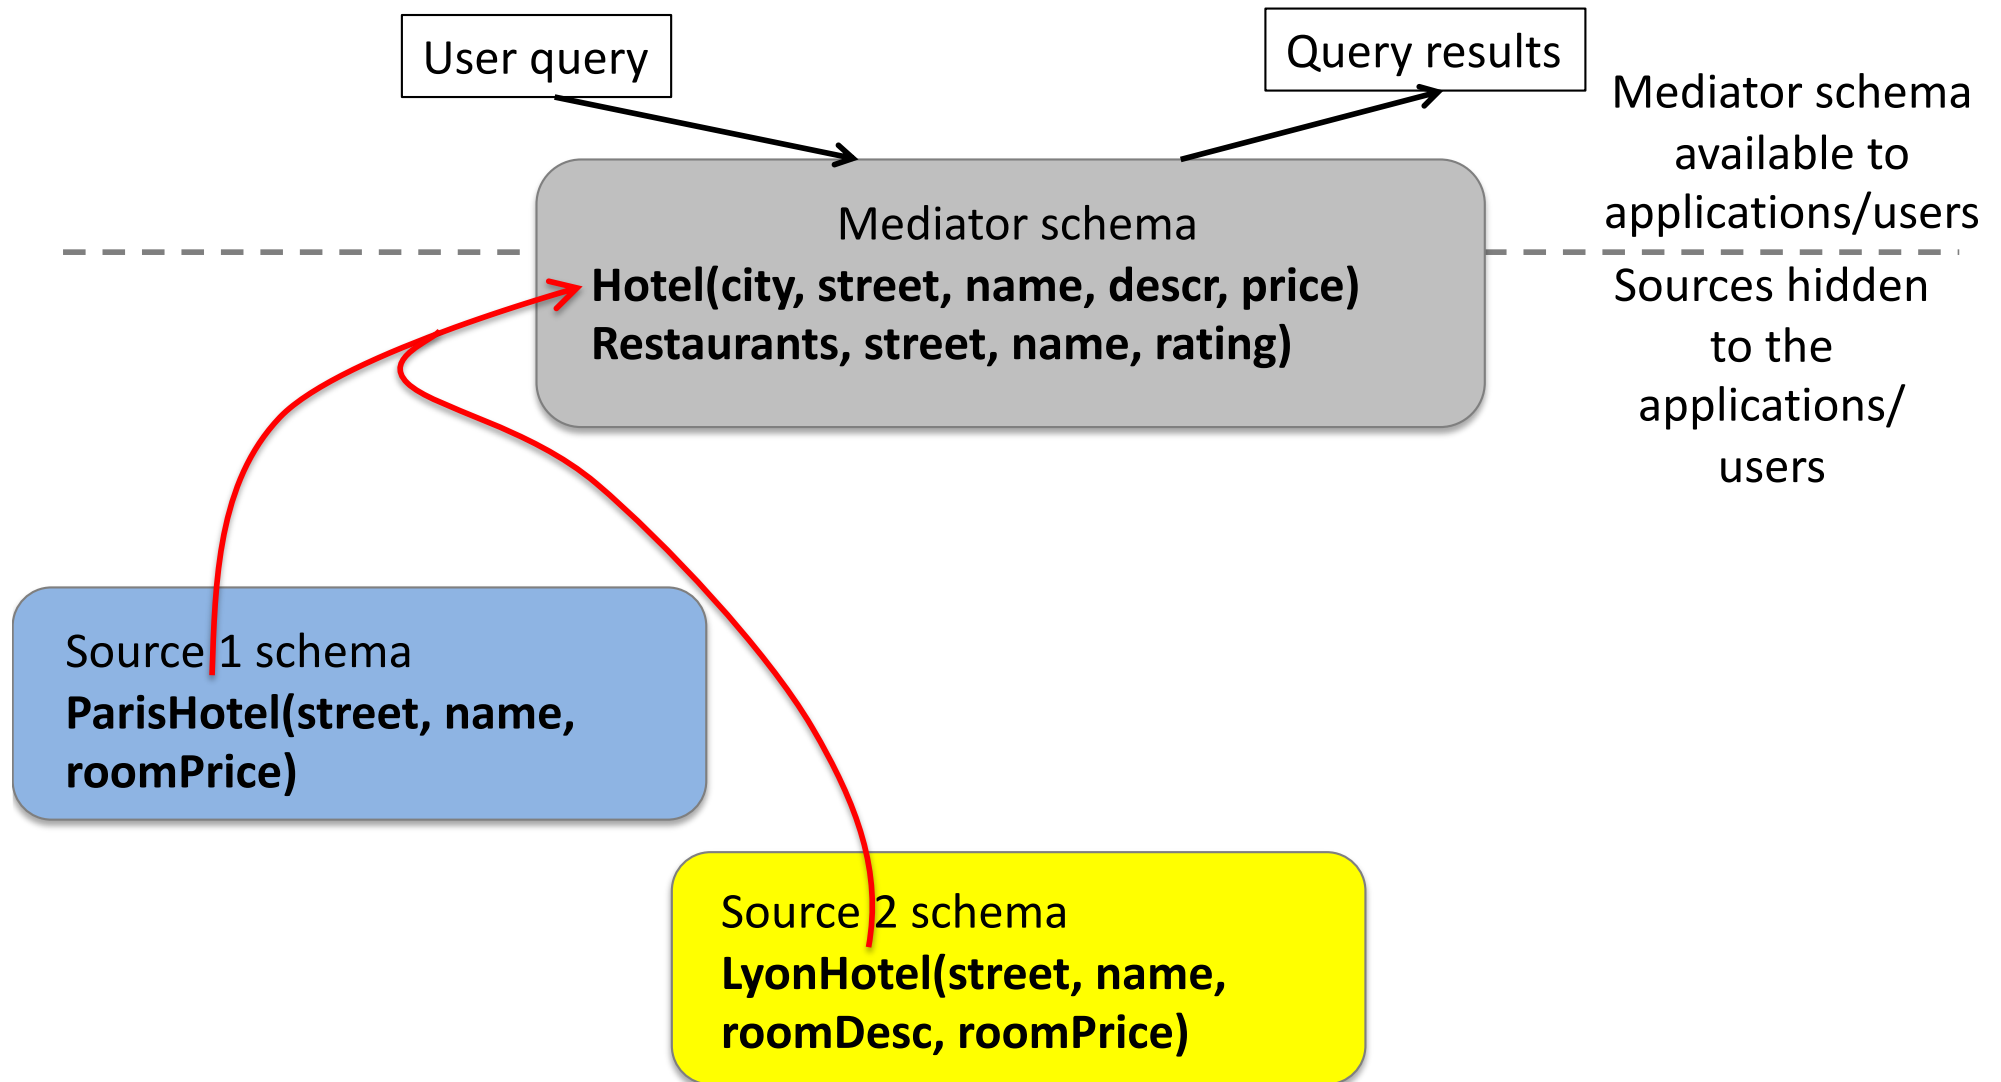 User query
Query results
Mediator schema
available to
applications/users
Mediator schema
Hotel(city, street, name, descr, price)
Restaurants, street, name, rating)
Sources hidden
to the
applications/
users
Source 1 schema
ParisHotel(street, name,
roomPrice)
Source 2 schema
LyonHotel(street, name,
roomDesc, roomPrice)